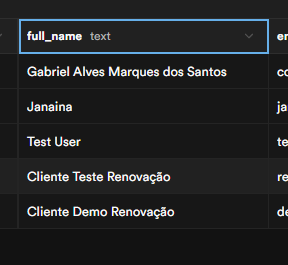 full_name text en
Gabriel Alves Marques dos Santos co
Janaina ja
Test User te
Cliente Teste Renovação re
Cliente Demo Renovação de